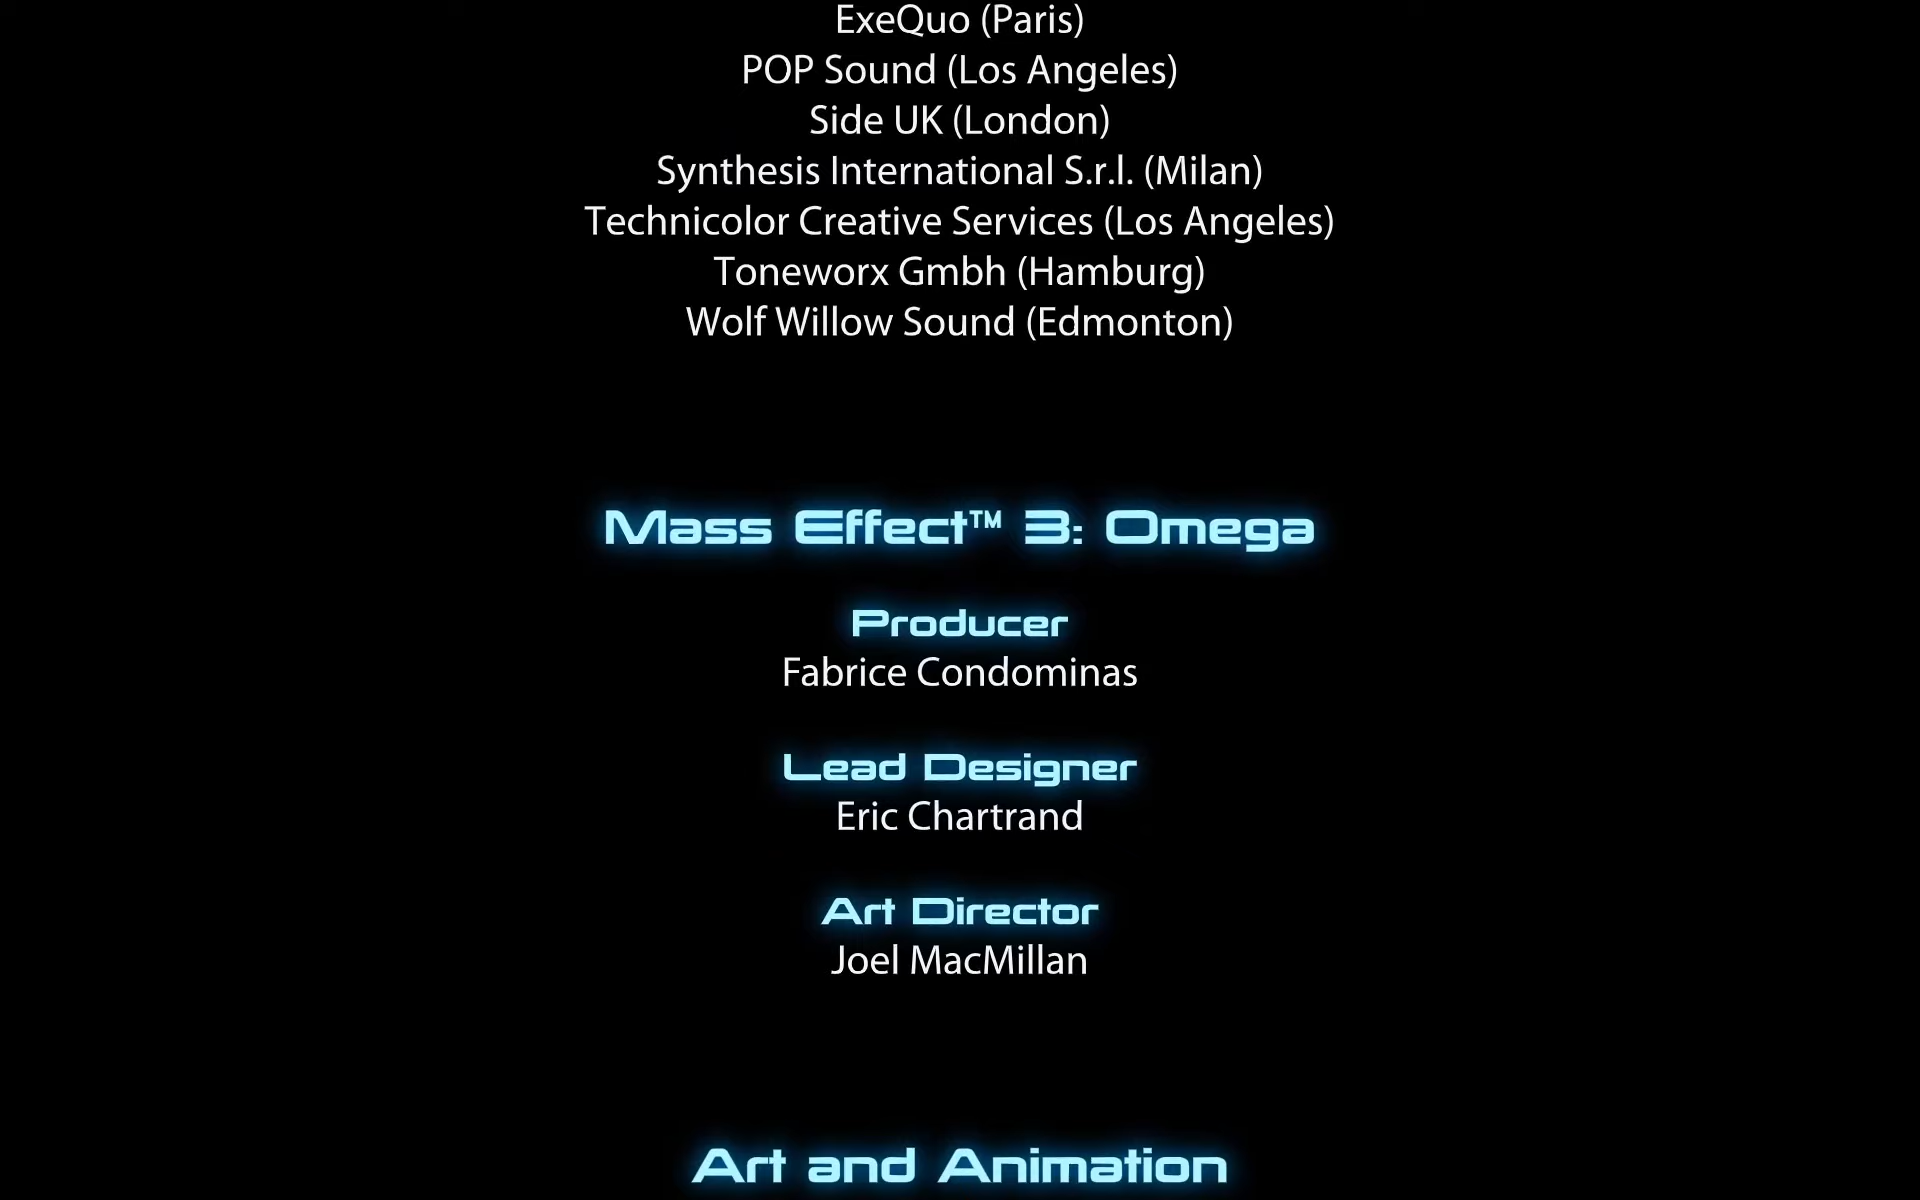 ExeQuo (Paris)
POP Sound (Los Angeles)
Side UK (London)
Synthesis International S.r.l. (Milan)
Technicolor Creative Services (Los Angeles)
Toneworx Gmbh (Hamburg)
Wolf Willow Sound (Edmonton)
Mass Effect™ 3: Omega
Producer
Fabrice Condominas
Lead Designer
Eric Chartrand
Art Director
Joel MacMillan
Art and Animation